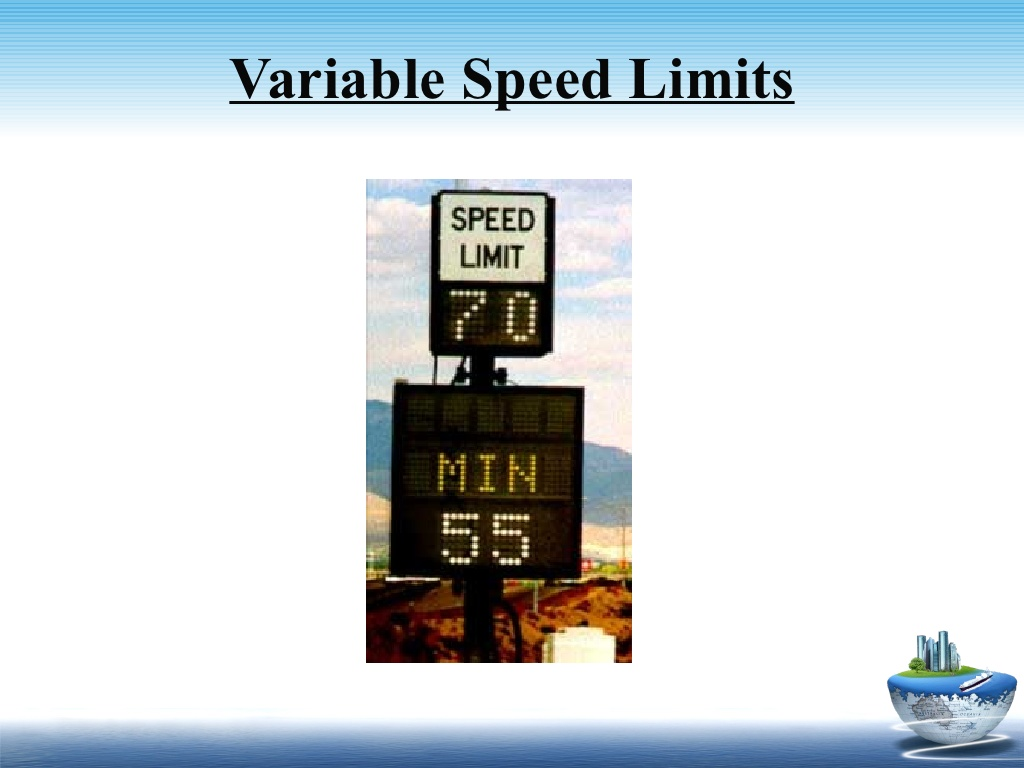 Variable Speed Limits
SPEED
LIMIT
70
MIN
55